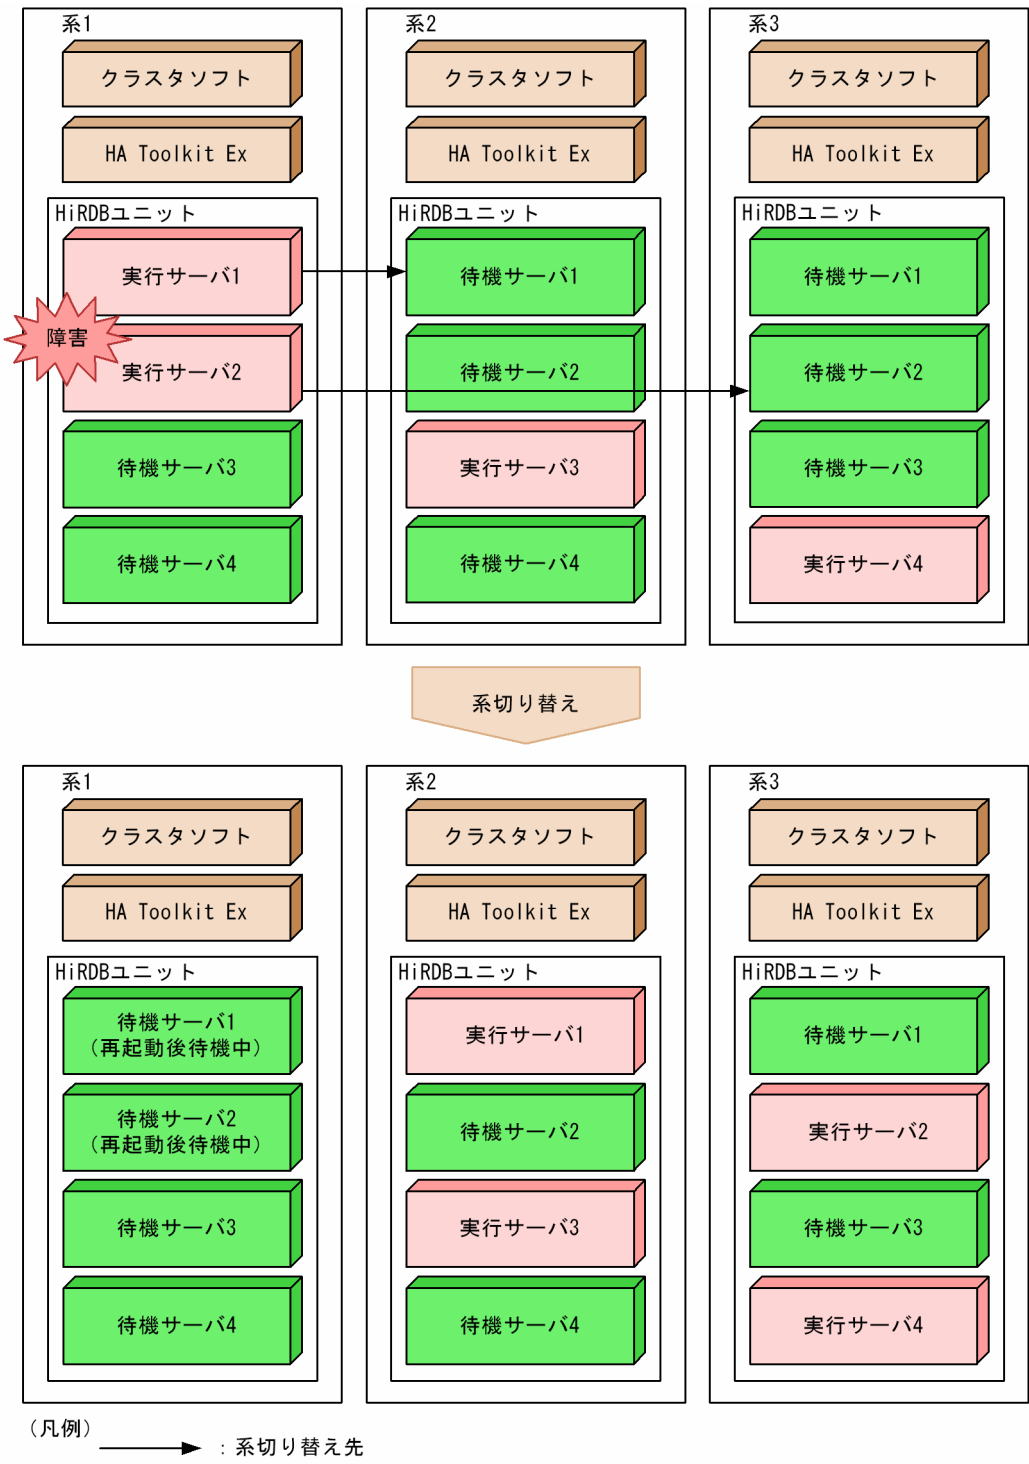 系1
クラスタソフト
HA Toolkit Ex
HiRDBユニット
実行サーバ1
障害
実行サーバ2
待機サーバ3
待機サーバ4
系2
クラスタソフト
HA Toolkit Ex
HiRDBユニット
待機サーバ1
待機サーバ2
実行サーバ3
待機サーバ4
系3
クラスタソフト
HA Toolkit Ex
HiRDBユニット
待機サーバ1
待機サーバ2
待機サーバ3
実行サーバ4
系切り替え
系1
クラスタソフト
HA Toolkit Ex
HiRDBユニット
待機サーバ1
(再起動後待機中)
待機サーバ2
(再起動後待機中)
待機サーバ3
待機サーバ4
系2
クラスタソフト
HA Toolkit Ex
HiRDBユニット
実行サーバ1
待機サーバ2
実行サーバ3
待機サーバ4
系3
クラスタソフト
HA Toolkit Ex
HiRDBユニット
待機サーバ1
実行サーバ2
待機サーバ3
実行サーバ4
(凡例)
:系切り替え先